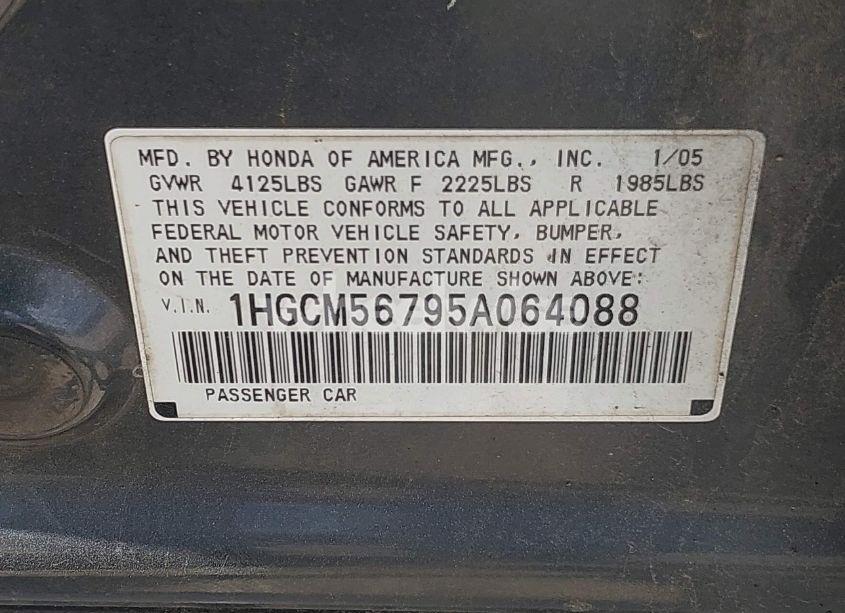 MFD. BY HONDA OF AMERICA MFG., INC. 1/05
GVWR 4125LBS GAWR F 2225LBS R 1985LBS
THIS VEHICLE CONFORMS TO ALL APPLICABLE
FEDERAL MOTOR VEHICLE SAFETY, BUMPER,
AND THEFT PREVENTION STANDARDS IN EFFECT
ON THE DATE OF MANUFACTURE SHOWN ABOVE:
V.I.N. 1HGCM56795A064088
PASSENGER CAR